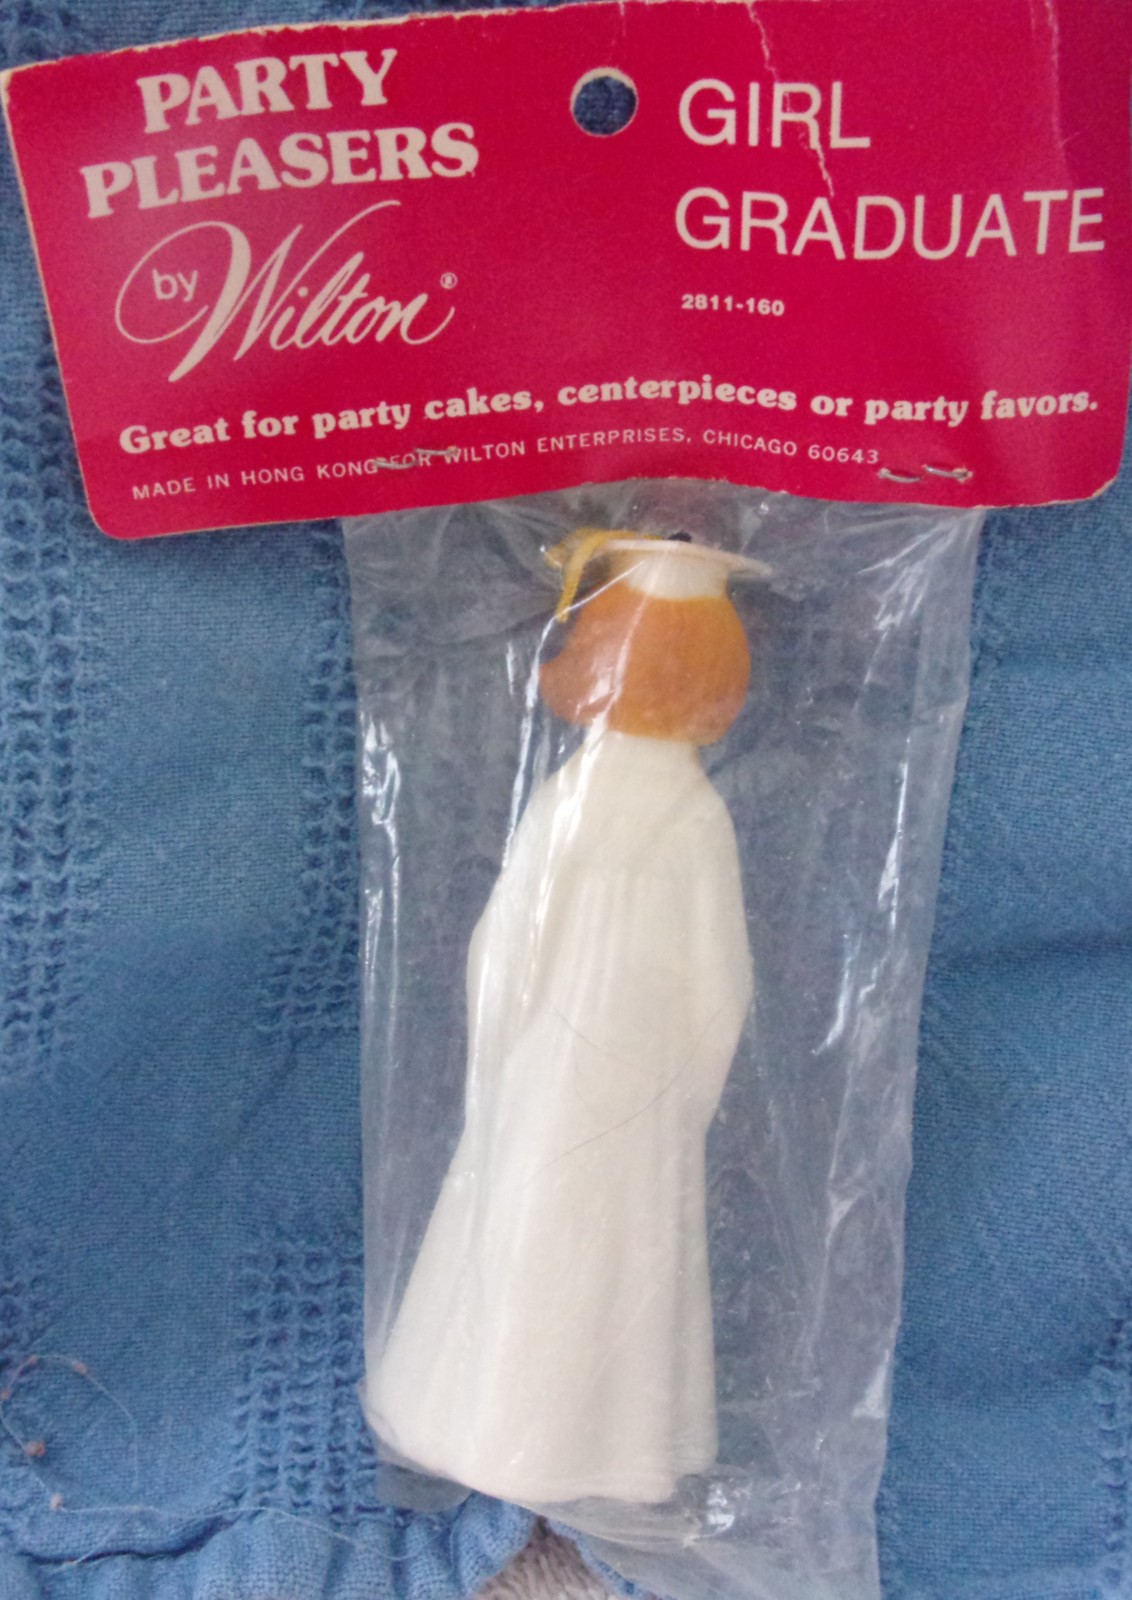 PARTY
PLEASERS
by Wilton®
GIRL
GRADUATE
2811-160
Great for party cakes, centerpieces or party favors.
MADE IN HONG KONG FOR WILTON ENTERPRISES, CHICAGO 60643